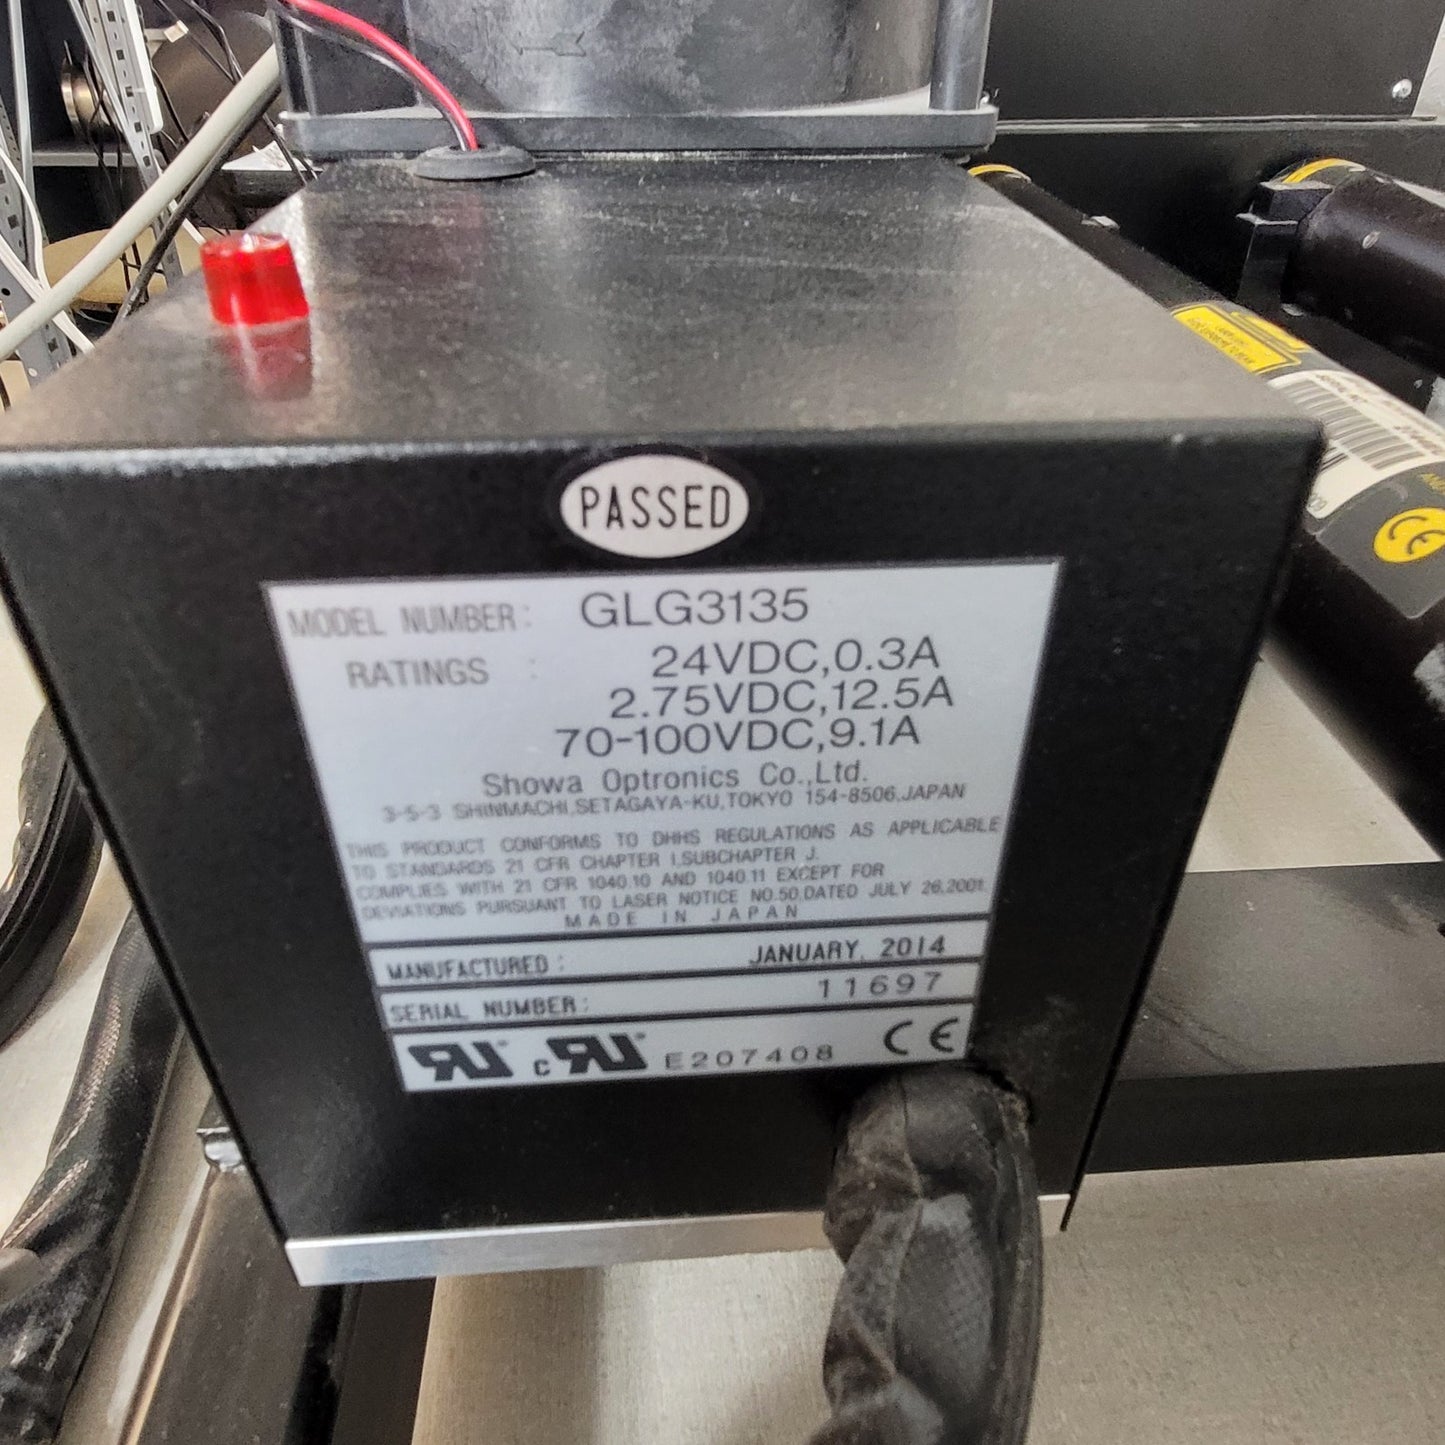 PASSED
MODEL NUMBER: GLG3135
RATINGS : 24VDC,0.3A
2.75VDC,12.5A
70-100VDC,9.1A
Showa Optronics Co.,Ltd.
3-5-3 SHINMACHI,SETAGAYA-KU,TOKYO 154-8506,JAPAN
THIS PRODUCT CONFORMS TO DHHS REGULATIONS AS APPLICABLE
TO STANDARDS 21 CFR CHAPTER I,SUBCHAPTER J.
COMPLIES WITH 21 CFR 1040.10 AND 1040.11 EXCEPT FOR
DEVIATIONS PURSUANT TO LASER NOTICE NO.50,DATED JULY 26,2001.
MADE IN JAPAN
MANUFACTURED : JANUARY, 2014
SERIAL NUMBER: 11697
c E207408 CE
CE